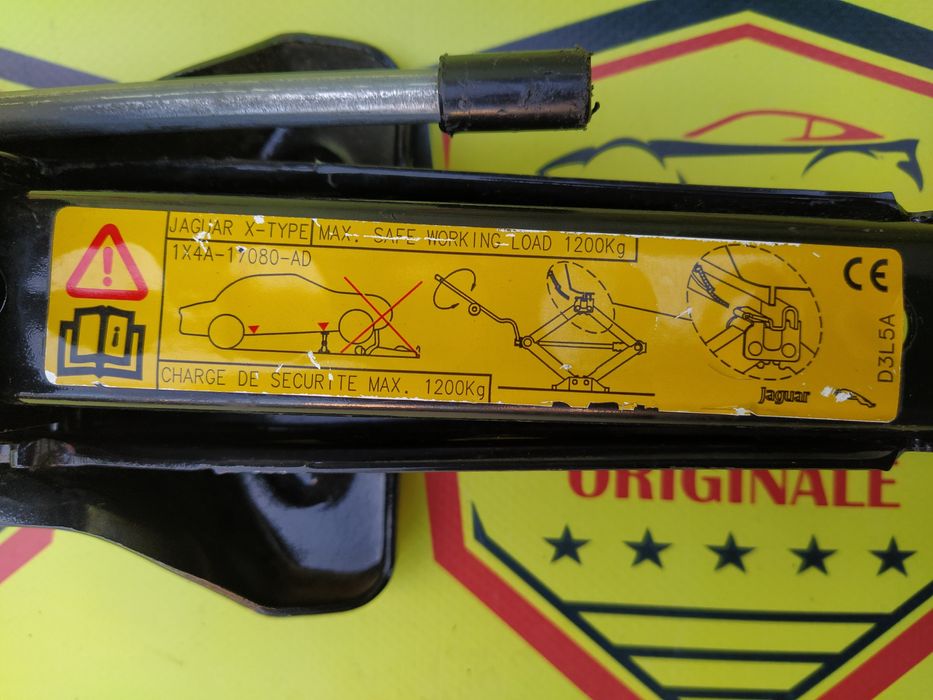 JAGUAR X-TYPE MAX. SAFE WORKING LOAD 1200Kg
1X4A-17080-AD
CHARGE DE SECURITE MAX. 1200Kg
CE
D3L5A
Jaguar
ORIGINALE